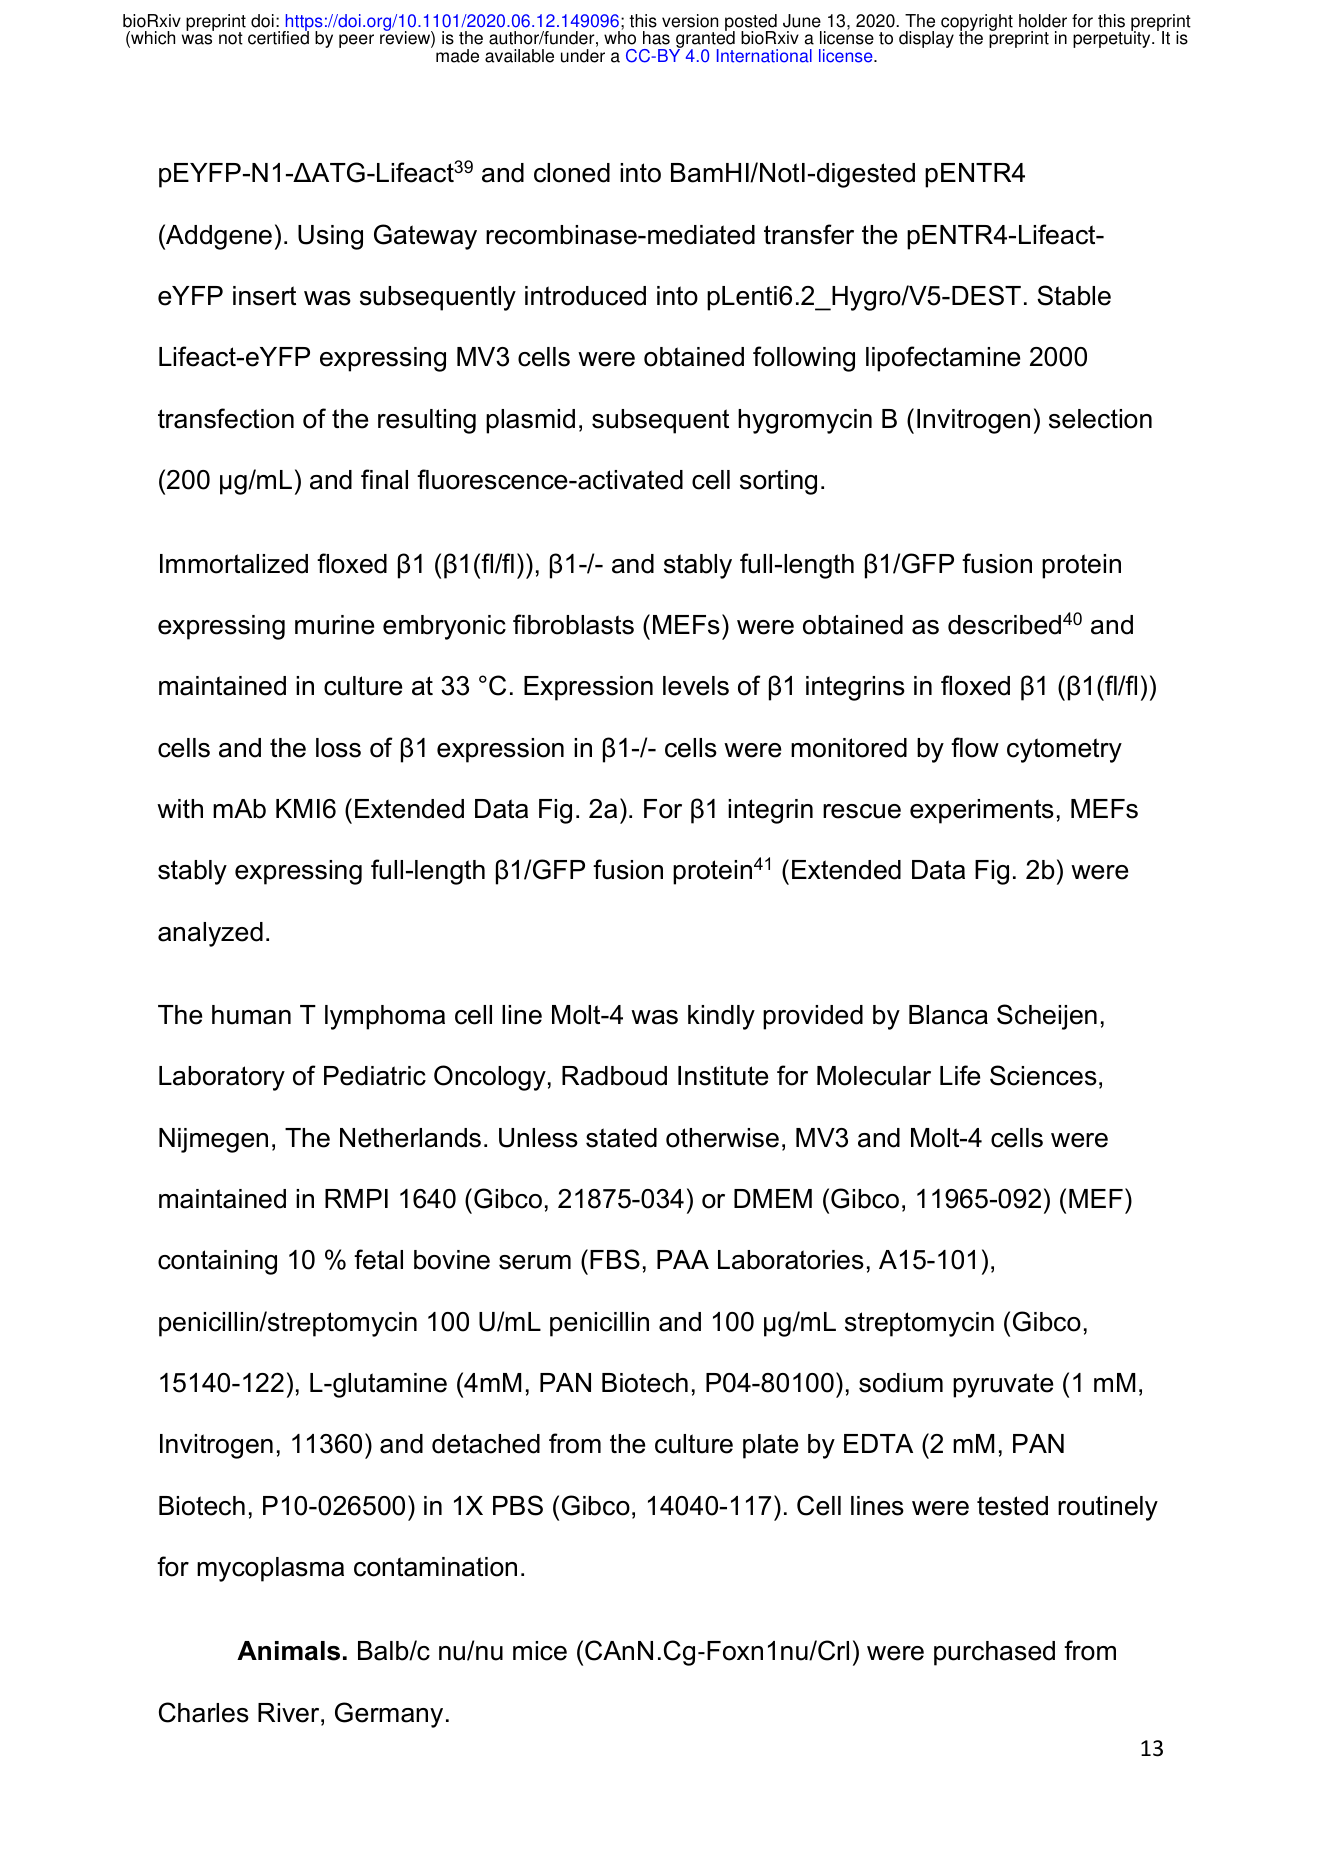 bioRxiv preprint doi: https://doi.org/10.1101/2020.06.12.149096; this version posted June 13, 2020. The copyright holder for this preprint
(which was not certified by peer review) is the author/funder, who has granted bioRxiv a license to display the preprint in perpetuity. It is
made available under a CC-BY 4.0 International license.
pEYFP-N1-ΔATG-Lifeact³⁹ and cloned into BamHI/NotI-digested pENTR4
(Addgene). Using Gateway recombinase-mediated transfer the pENTR4-Lifeact-
eYFP insert was subsequently introduced into pLenti6.2_Hygro/V5-DEST. Stable
Lifeact-eYFP expressing MV3 cells were obtained following lipofectamine 2000
transfection of the resulting plasmid, subsequent hygromycin B (Invitrogen) selection
(200 µg/mL) and final fluorescence-activated cell sorting.
Immortalized floxed β1 (β1(fl/fl)), β1-/- and stably full-length β1/GFP fusion protein
expressing murine embryonic fibroblasts (MEFs) were obtained as described⁴⁰ and
maintained in culture at 33 °C. Expression levels of β1 integrins in floxed β1 (β1(fl/fl))
cells and the loss of β1 expression in β1-/- cells were monitored by flow cytometry
with mAb KMI6 (Extended Data Fig. 2a). For β1 integrin rescue experiments, MEFs
stably expressing full-length β1/GFP fusion protein⁴¹ (Extended Data Fig. 2b) were
analyzed.
The human T lymphoma cell line Molt-4 was kindly provided by Blanca Scheijen,
Laboratory of Pediatric Oncology, Radboud Institute for Molecular Life Sciences,
Nijmegen, The Netherlands. Unless stated otherwise, MV3 and Molt-4 cells were
maintained in RMPI 1640 (Gibco, 21875-034) or DMEM (Gibco, 11965-092) (MEF)
containing 10 % fetal bovine serum (FBS, PAA Laboratories, A15-101),
penicillin/streptomycin 100 U/mL penicillin and 100 µg/mL streptomycin (Gibco,
15140-122), L-glutamine (4mM, PAN Biotech, P04-80100), sodium pyruvate (1 mM,
Invitrogen, 11360) and detached from the culture plate by EDTA (2 mM, PAN
Biotech, P10-026500) in 1X PBS (Gibco, 14040-117). Cell lines were tested routinely
for mycoplasma contamination.
Animals. Balb/c nu/nu mice (CAnN.Cg-Foxn1nu/Crl) were purchased from
Charles River, Germany.
13